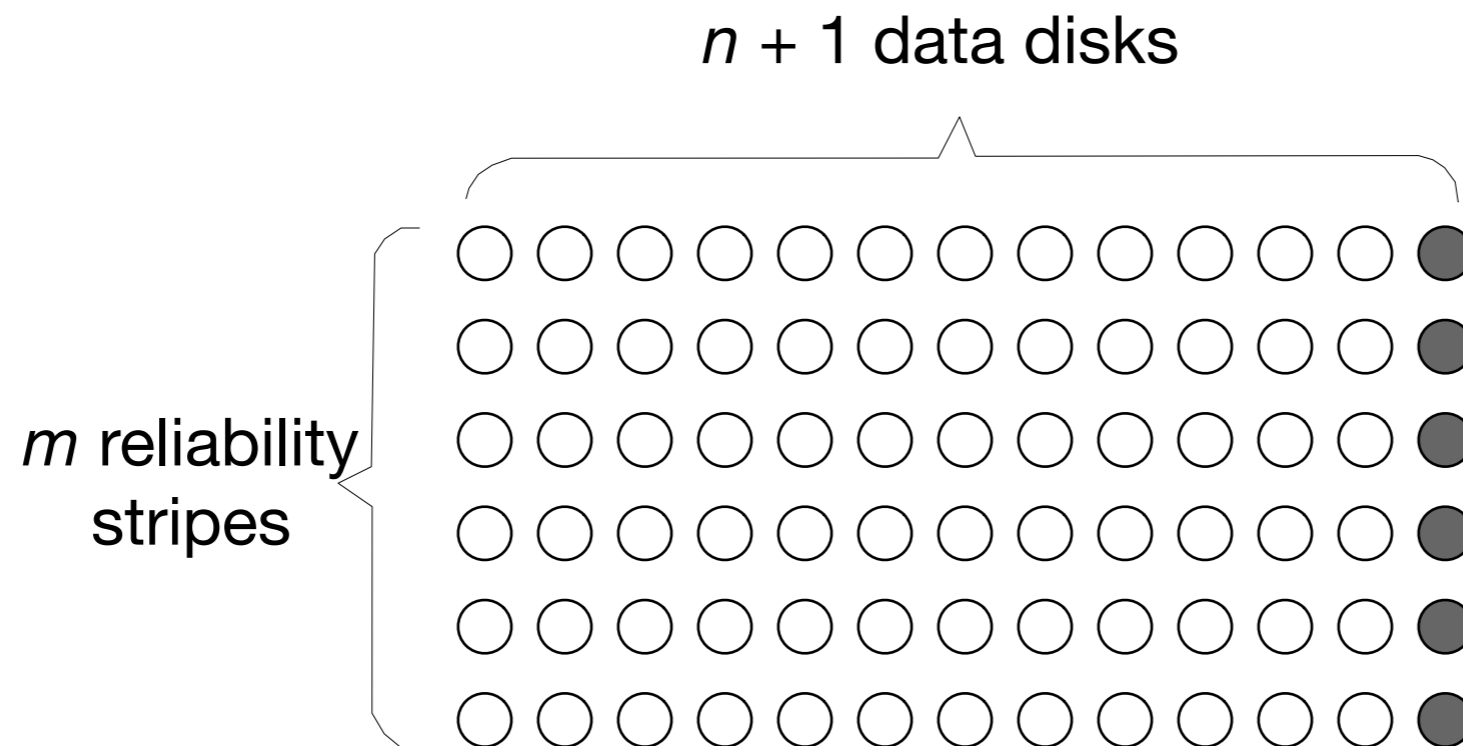 n + 1 data disks
m reliability
stripes